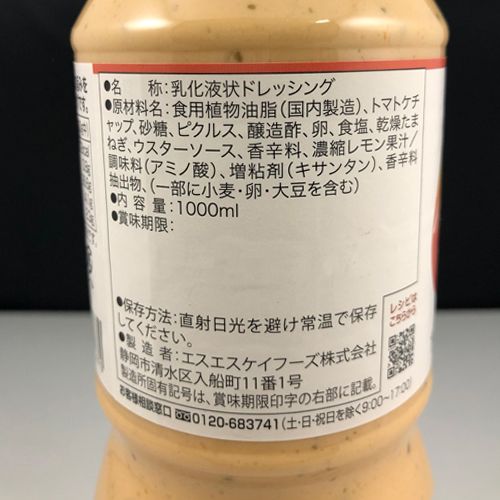 ●名　　称：乳化液状ドレッシング
●原材料名：食用植物油脂（国内製造）、トマトケチ
ャップ、砂糖、ピクルス、醸造酢、卵、食塩、乾燥たま
ねぎ、ウスターソース、香辛料、濃縮レモン果汁／
調味料（アミノ酸）、増粘剤（キサンタン）、香辛料
抽出物、（一部に小麦・卵・大豆を含む）
●内 容 量：1000ml
●賞味期限：
レシピは
こちらから
●保存方法：直射日光を避け常温で保存
してください。
●製 造 者：エスエスケイフーズ株式会社
静岡市清水区入船町11番1号
製造所固有記号は、賞味期限印字の右部に記載。
お客様相談窓口 0120-683741（土・日・祝日を除く9:00〜17:00）